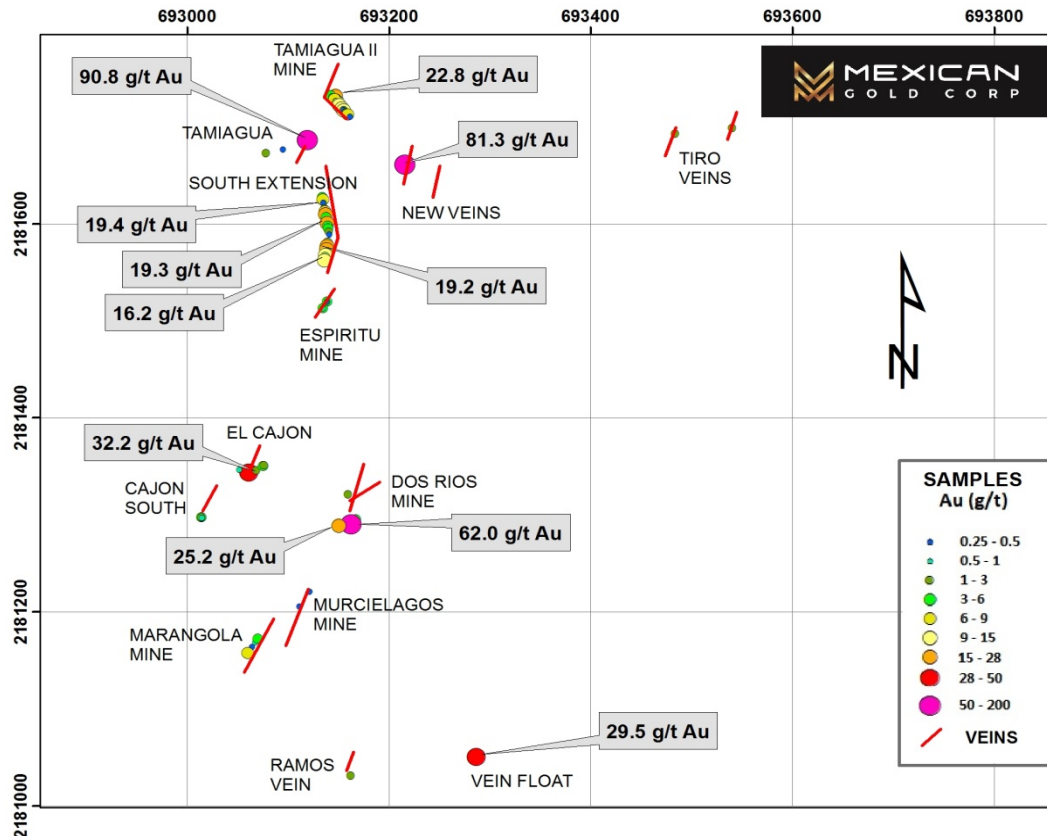 693000
693200
693400
693600
693800
TAMIAGUA II
MINE
90.8 g/t Au
22.8 g/t Au
MEXICAN
GOLD CORP
TAMIAGUA
81.3 g/t Au
TIRO
VEINS
SOUTH EXTENSION
NEW VEINS
2181600
19.4 g/t Au
19.3 g/t Au
19.2 g/t Au
16.2 g/t Au
ESPIRITU
MINE
N
2181400
32.2 g/t Au
EL CAJON
CAJON
SOUTH
DOS RIOS
MINE
62.0 g/t Au
25.2 g/t Au
SAMPLES
Au (g/t)
0.25 - 0.5
0.5 - 1
1 - 3
3 -6
6 - 9
9 - 15
15 - 28
28 - 50
50 - 200
VEINS
2181200
MURCIELAGOS
MINE
MARANGOLA
MINE
29.5 g/t Au
RAMOS
VEIN
VEIN FLOAT
2181000